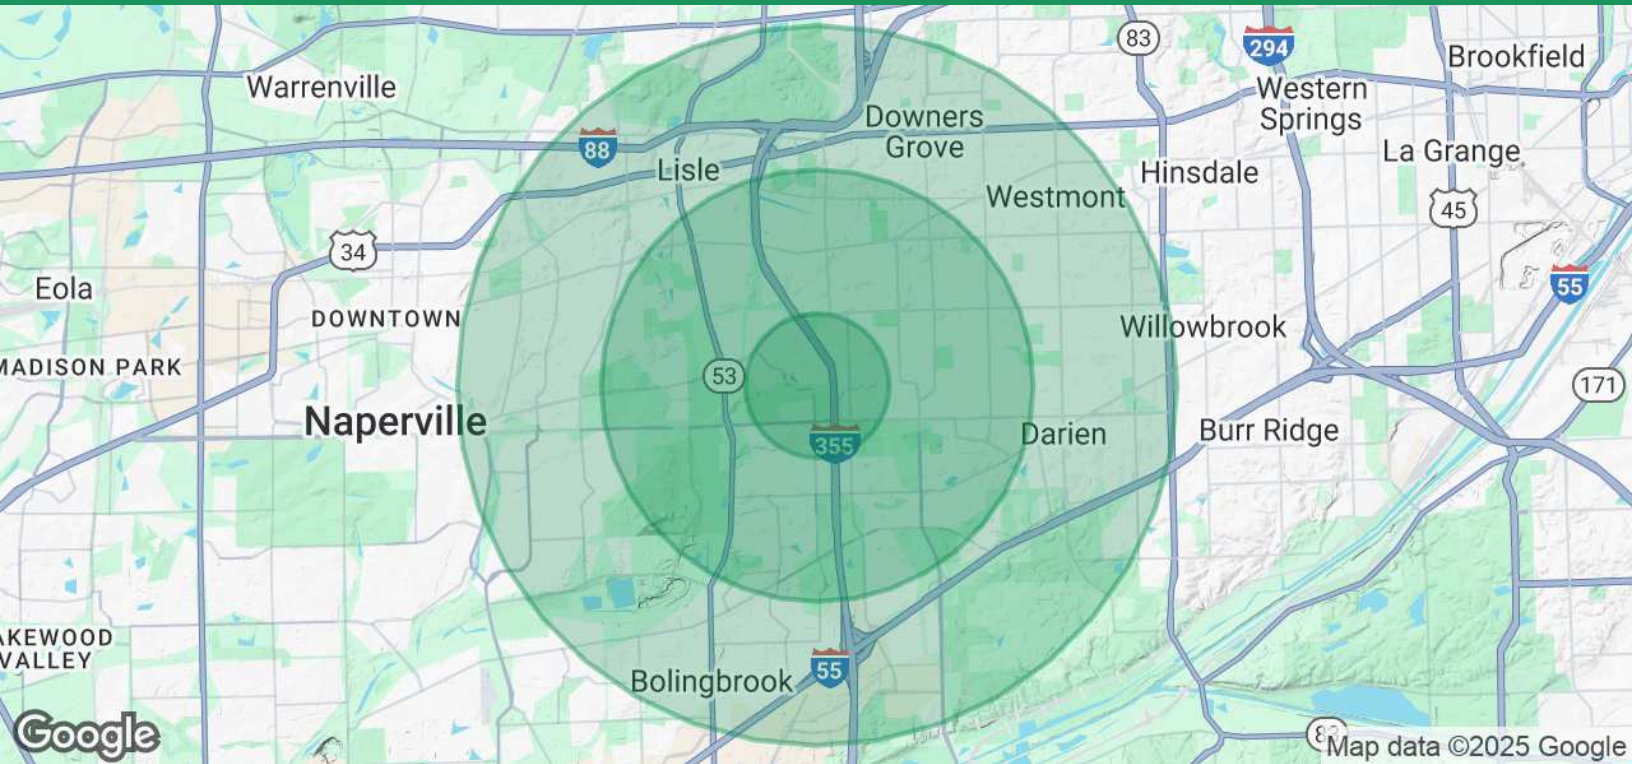 83
294
Brookfield
Warrenville
Western
Springs
Downers
Grove
88
La Grange
Lisle
Hinsdale
Westmont
45
34
Eola
55
DOWNTOWN
Willowbrook
MADISON PARK
53
171
Naperville
Darien
Burr Ridge
355
AKEWOOD
VALLEY
55
Bolingbrook
Google
Map data ©2025 Google